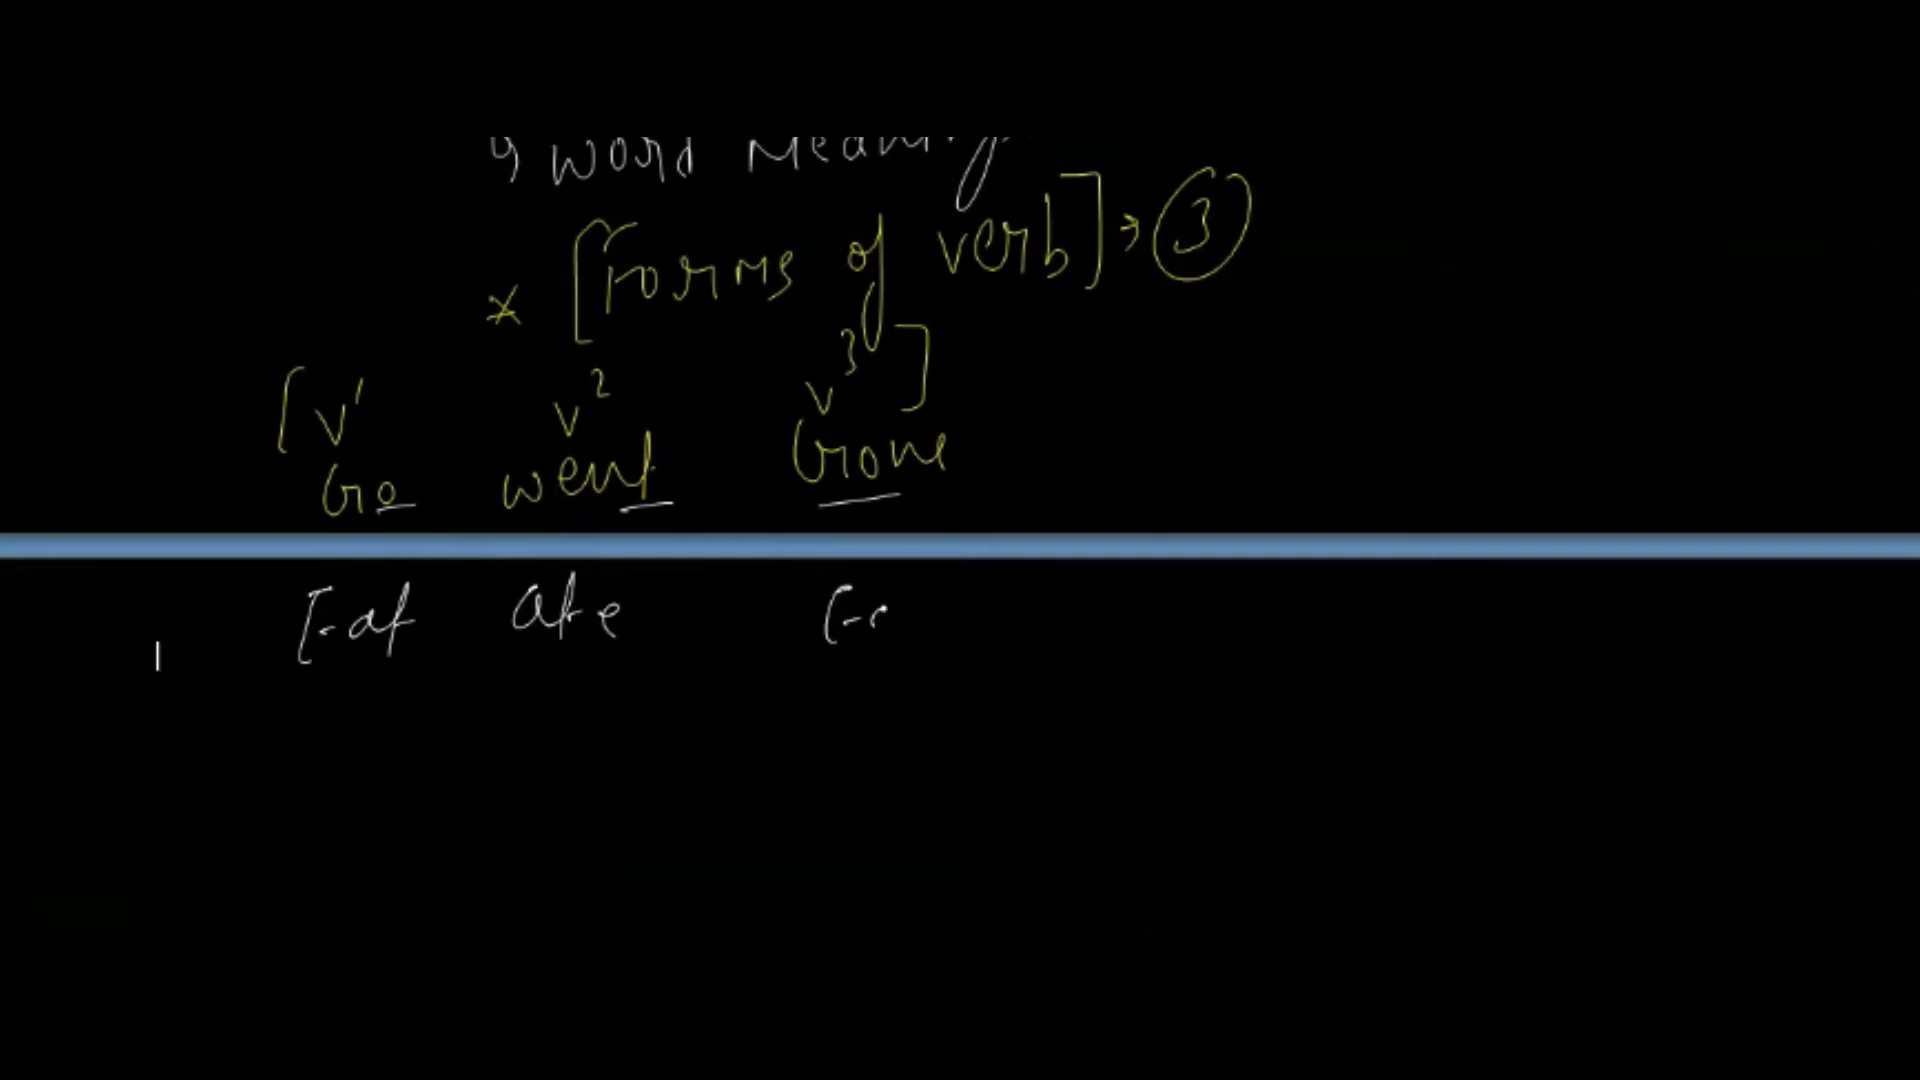 ↳ Word Meaning
* [Forms of verb] → 3
[V¹ V² V³]
Go went Gone
Eat ate